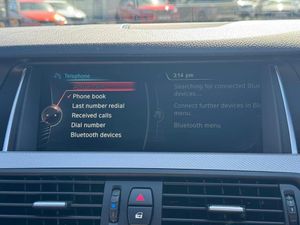 Telephone
✓ Phone book
Last number redial
Received calls
Dial number
Bluetooth devices
3:14 pm
Searching for connected Blu
devices...
Connect further devices in Bl
menu.
Bluetooth menu